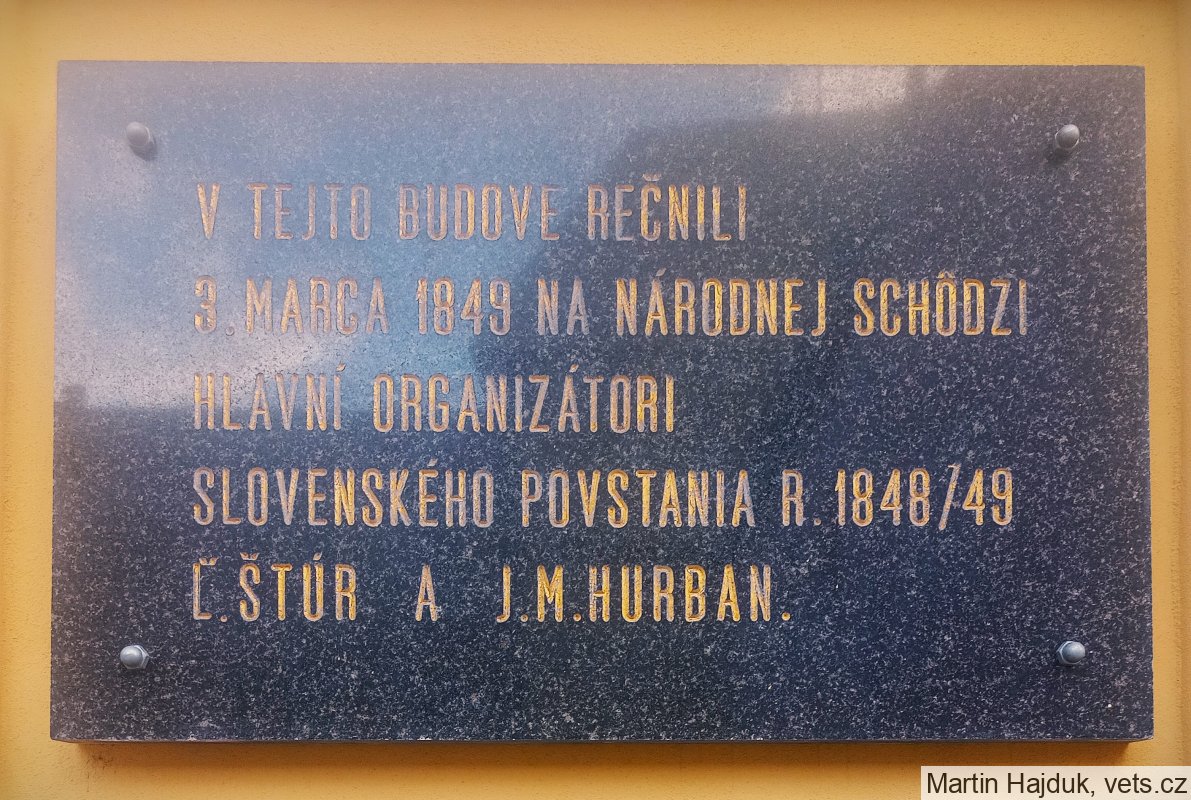 V TEJTO BUDOVE REČNILI
3. MARCA 1849 NA NÁRODNEJ SCHÔDZI
HLAVNÍ ORGANIZÁTORI
SLOVENSKÉHO POVSTANIA R. 1848/49
Ľ. ŠTÚR A J. M. HURBAN.
Martin Hajduk, vets.cz